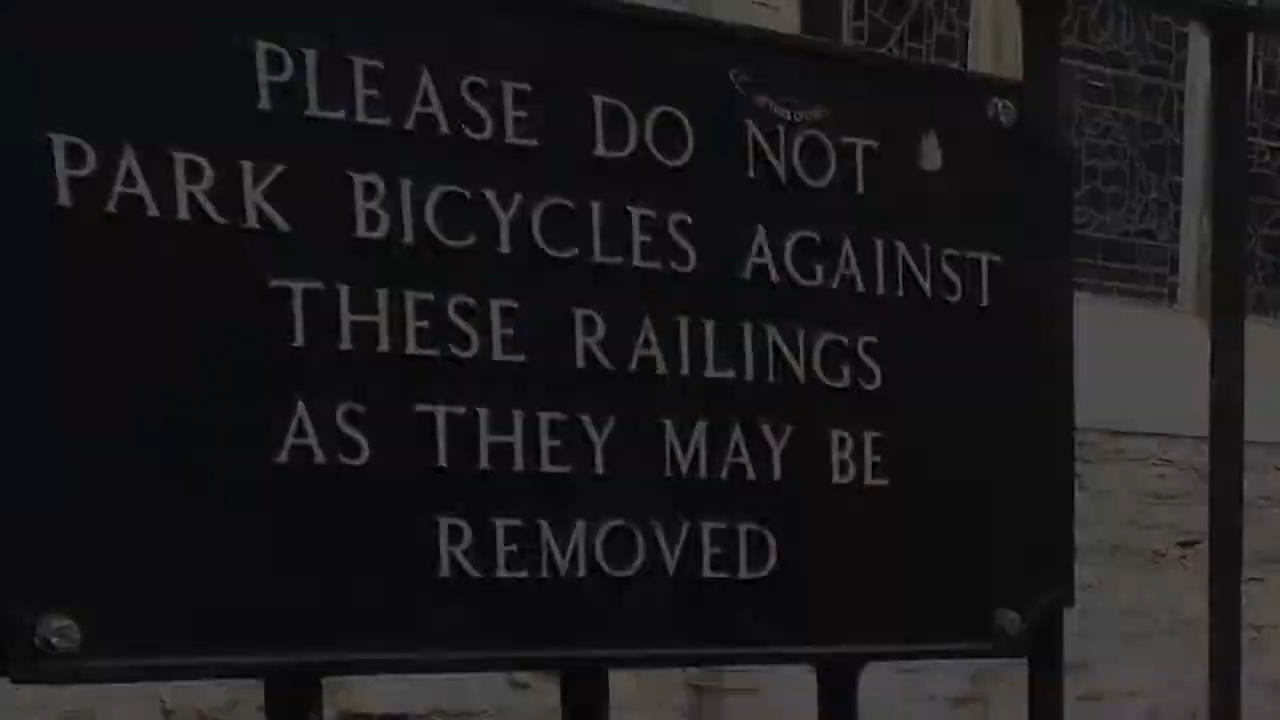 PLEASE DO NOT
PARK BICYCLES AGAINST
THESE RAILINGS
AS THEY MAY BE
REMOVED